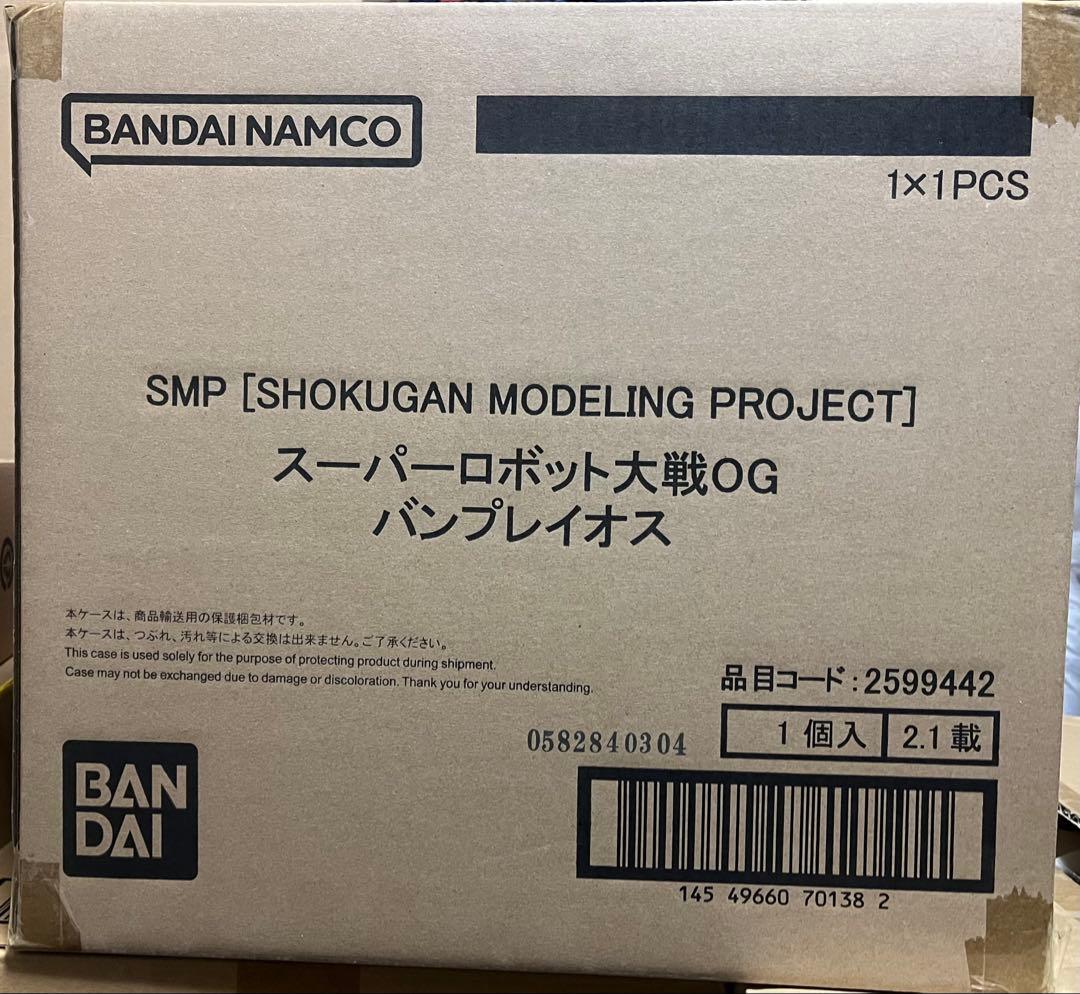 BANDAI NAMCO
1×1PCS
SMP [SHOKUGAN MODELING PROJECT]
スーパーロボット大戦OG
バンプレイオス
本ケースは、商品輸送用の保護梱包材です。
本ケースは、つぶれ、汚れ等による交換は出来ません。ご了承ください。
This case is used solely for the purpose of protecting product during shipment.
Case may not be exchanged due to damage or discoloration. Thank you for your understanding.
品目コード:2599442
1 個入 2.1 載
0582840304
BAN
DAI
145 49660 70138 2